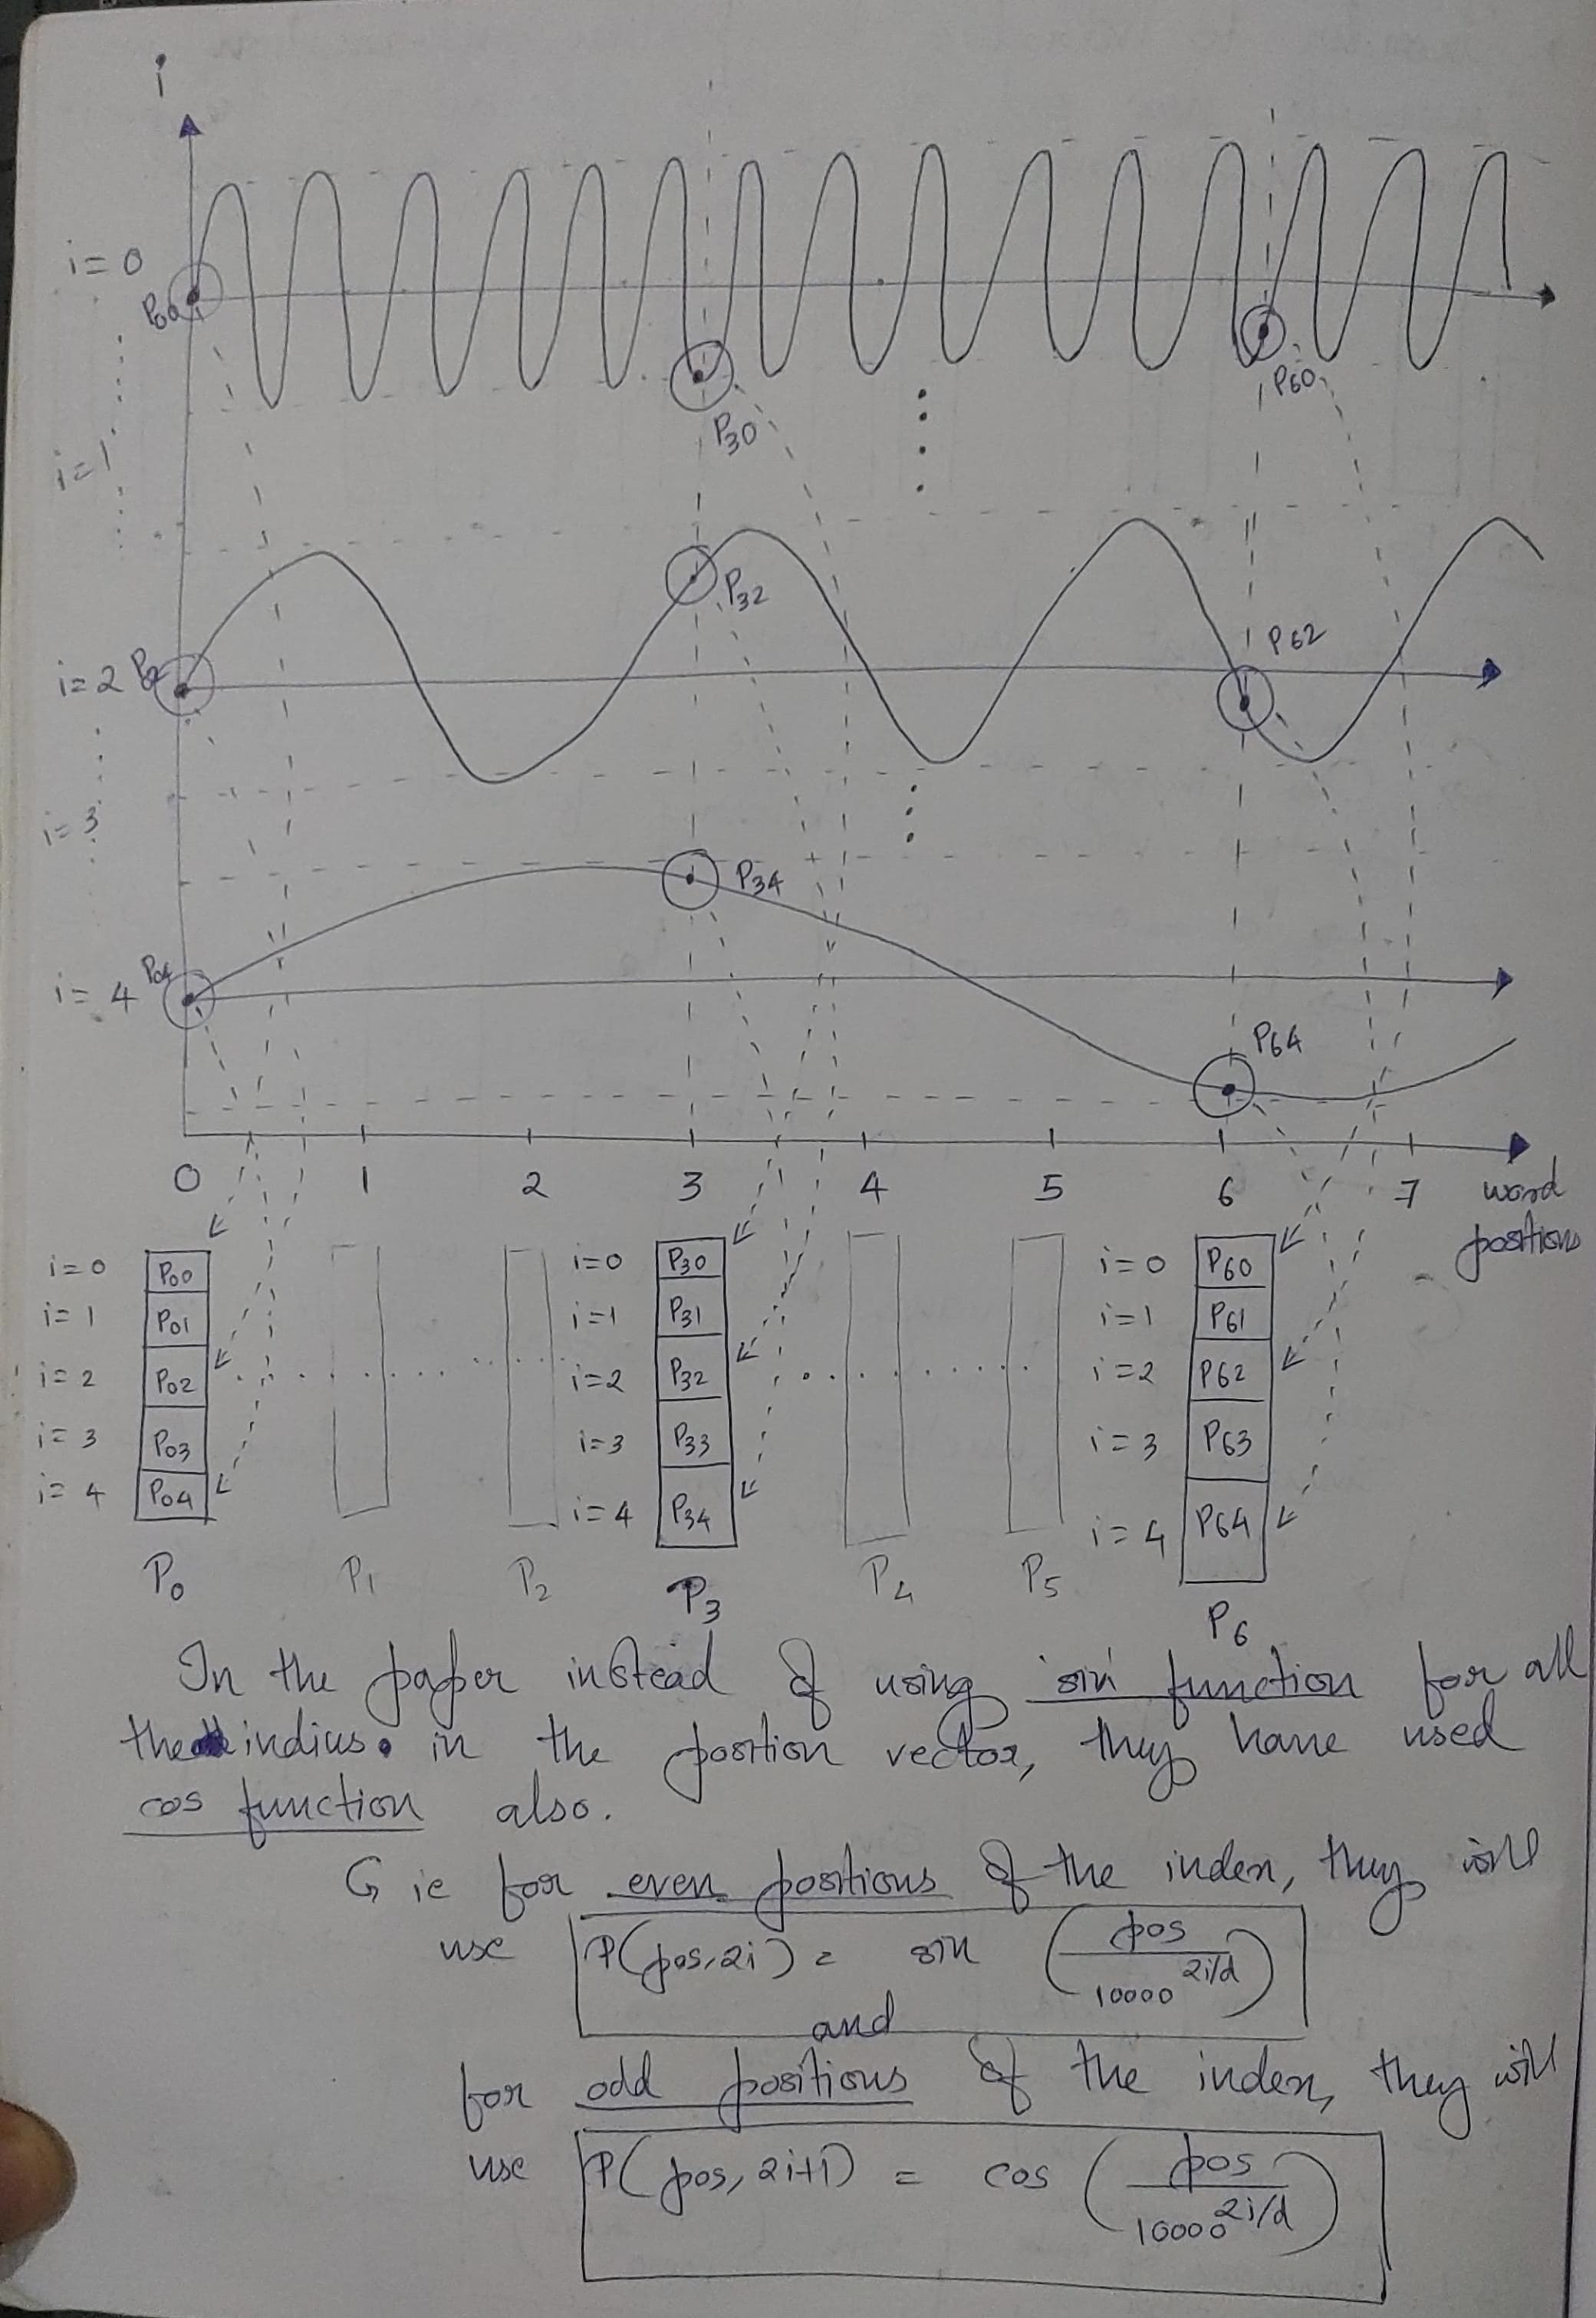 i
i=0
P00
P30
P60
i=1
P32
P62
i=2 P02
i=3
P34
i=4 P04
P64
0 1 2 3 4 5 6 7 word
positions
i=0 P00 i=0 P30 i=0 P60
i=1 P01 i=1 P31 i=1 P61
i=2 P02 i=2 P32 i=2 P62
i=3 P03 i=3 P33 i=3 P63
i=4 P04 i=4 P34 i=4 P64
P0 P1 P2 P3 P4 P5 P6
In the paper instead of using 'sin' function for all
the indius. in the position vector, they have used
cos function also.
ie for even positions of the index, they will
use P(pos,2i) = sin (pos / 10000^2i/d)
and
for odd positions of the index, they will
use P(pos, 2i+1) = cos (pos / 10000^2i/d)